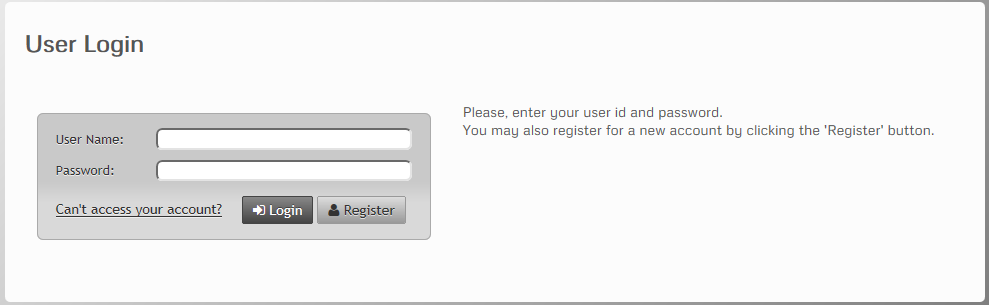 User Login
Please, enter your user id and password.
You may also register for a new account by clicking the 'Register' button.
User Name:
Password:
Can't access your account? Login Register